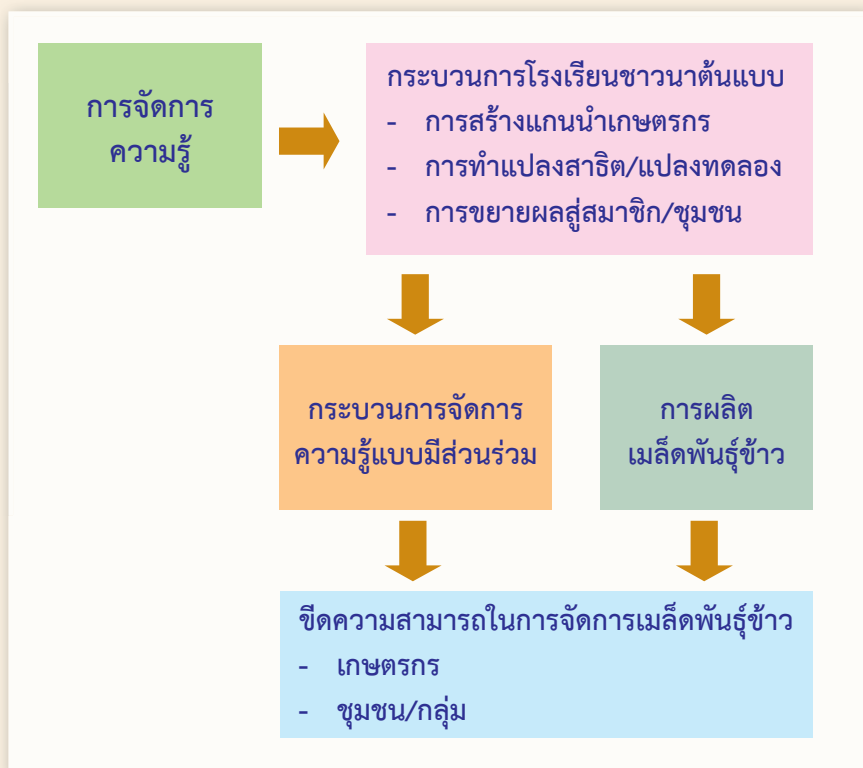 การจัดการ
ความรู้
กระบวนการโรงเรียนชาวนาต้นแบบ
- การสร้างแกนนำเกษตรกร
- การทำแปลงสาธิต/แปลงทดลอง
- การขยายผลสู่สมาชิก/ชุมชน
กระบวนการจัดการ
ความรู้แบบมีส่วนร่วม
การผลิต
เมล็ดพันธุ์ข้าว
ขีดความสามารถในการจัดการเมล็ดพันธุ์ข้าว
- เกษตรกร
- ชุมชน/กลุ่ม